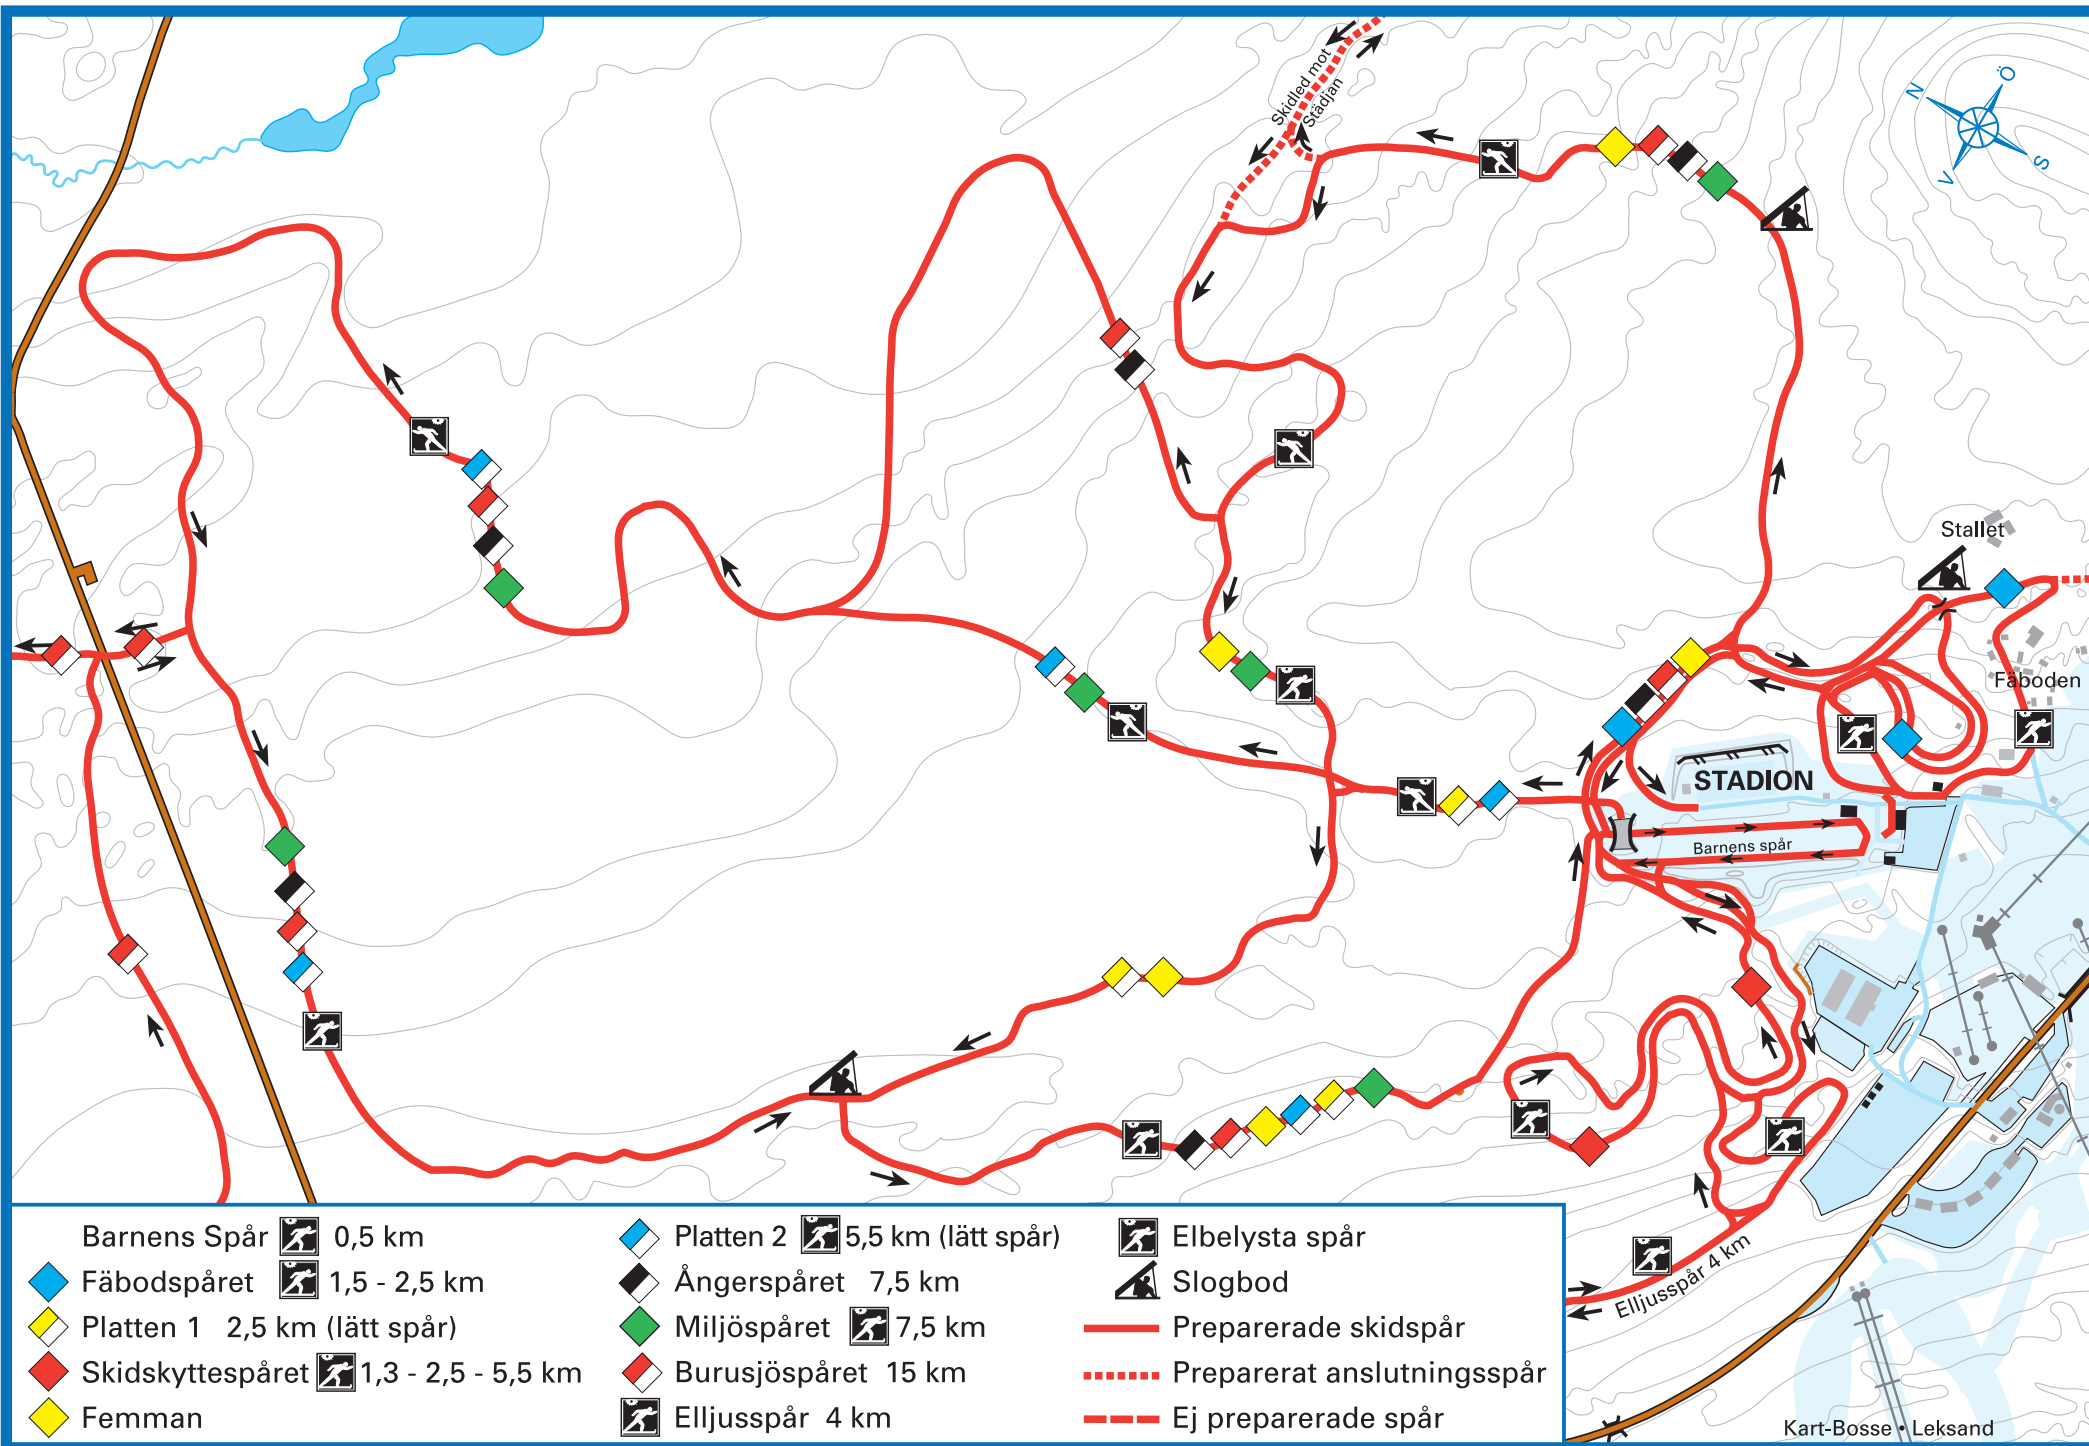 Skidled mot
Städjan
N
Ö
V
S
Stallet
Fäboden
STADION
Barnens spår
Elljusspår 4 km
Barnens Spår 0,5 km
Fäbodspåret 1,5 - 2,5 km
Platten 1 2,5 km (lätt spår)
Skidskyttespåret 1,3 - 2,5 - 5,5 km
Femman
Platten 2 5,5 km (lätt spår)
Ångerspåret 7,5 km
Miljöspåret 7,5 km
Burusjöspåret 15 km
Elljusspår 4 km
Elbelysta spår
Slogbod
Preparerade skidspår
Preparerat anslutningsspår
Ej preparerade spår
Kart-Bosse • Leksand